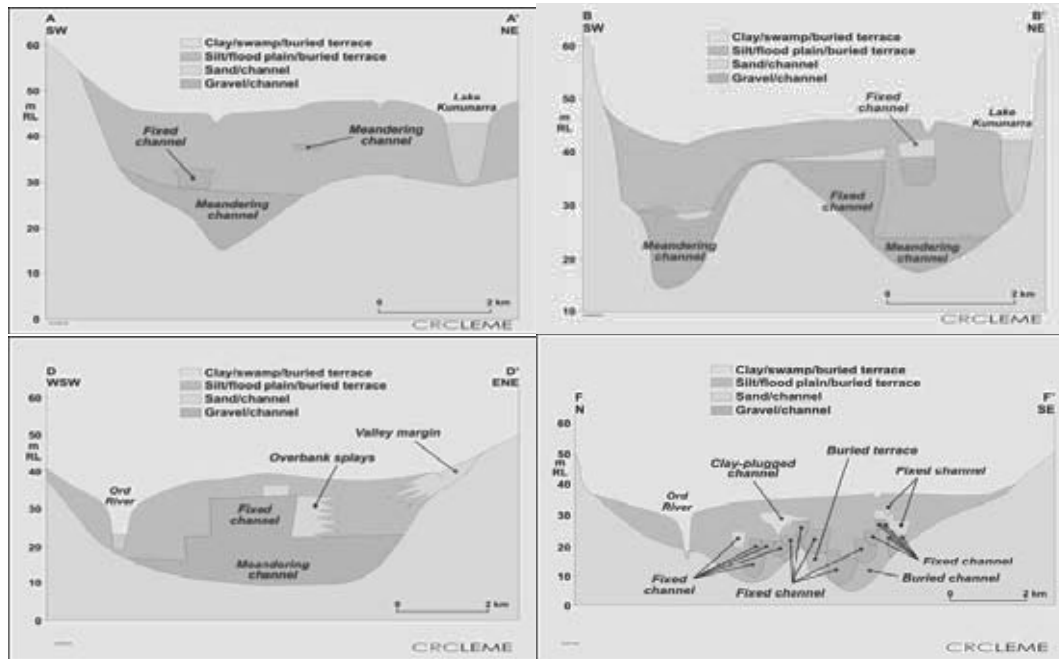 A
SW
A'
NE
60
50
m
RL
40
30
20
10
0
Clay/swamp/buried terrace
Silt/flood plain/buried terrace
Sand/channel
Gravel/channel
Lake
Kununarra
Fixed
channel
Meandering
channel
Meandering
channel
0 2 km
CRCLEME
B
SW
B'
NE
60
50
m
RL
40
30
20
10
Clay/swamp/buried terrace
Silt/flood plain/buried terrace
Sand/channel
Gravel/channel
Fixed
channel
Lake
Kununarra
Fixed
channel
Meandering
channel
Meandering
channel
0 2 km
CRCLEME
D
WSW
D'
ENE
60
50
m
RL
40
30
20
10
0
Clay/swamp/buried terrace
Silt/flood plain/buried terrace
Sand/channel
Gravel/channel
Valley margin
Overbank splays
Ord
River
Fixed
channel
Meandering
channel
0 2 km
CRCLEME
F
N
F'
SE
60
50
m
RL
40
30
20
10
0
Clay/swamp/buried terrace
Silt/flood plain/buried terrace
Sand/channel
Gravel/channel
Buried terrace
Clay-plugged
channel
Fixed channel
Ord
River
Fixed channel
Fixed
channel
Fixed channel
Buried channel
0 2 km
CRCLEME